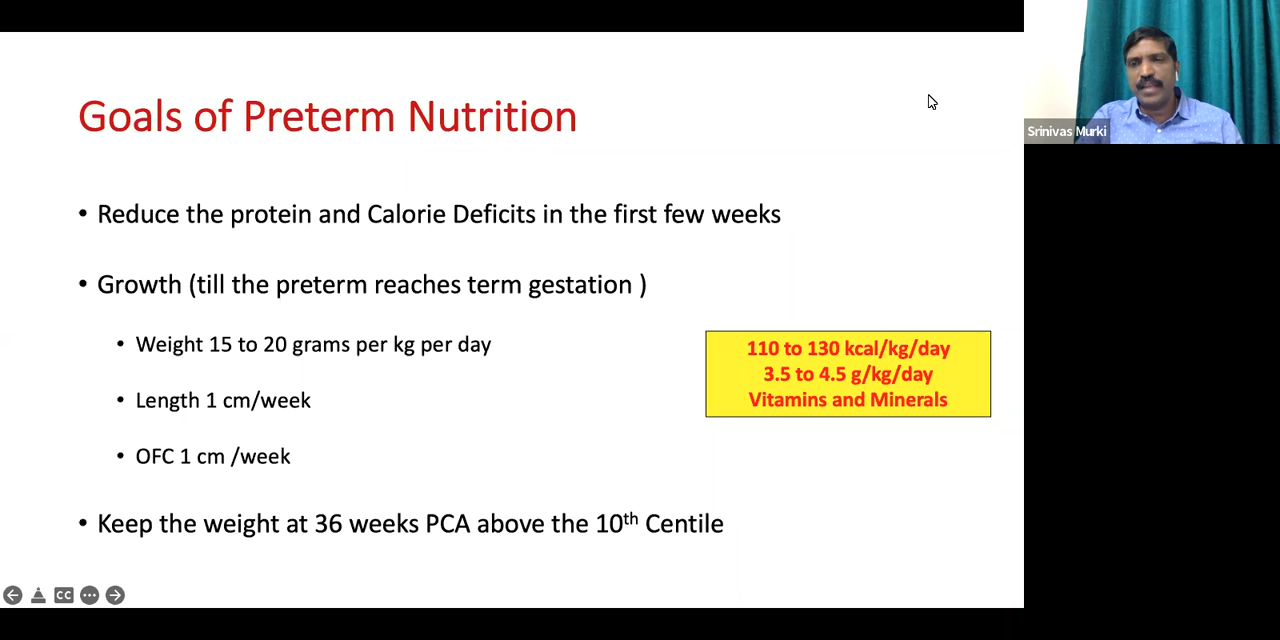 Goals of Preterm Nutrition
• Reduce the protein and Calorie Deficits in the first few weeks
• Growth (till the preterm reaches term gestation )
• Weight 15 to 20 grams per kg per day
• Length 1 cm/week
• OFC 1 cm /week
110 to 130 kcal/kg/day
3.5 to 4.5 g/kg/day
Vitamins and Minerals
• Keep the weight at 36 weeks PCA above the 10th Centile
CC
Srinivas Murki